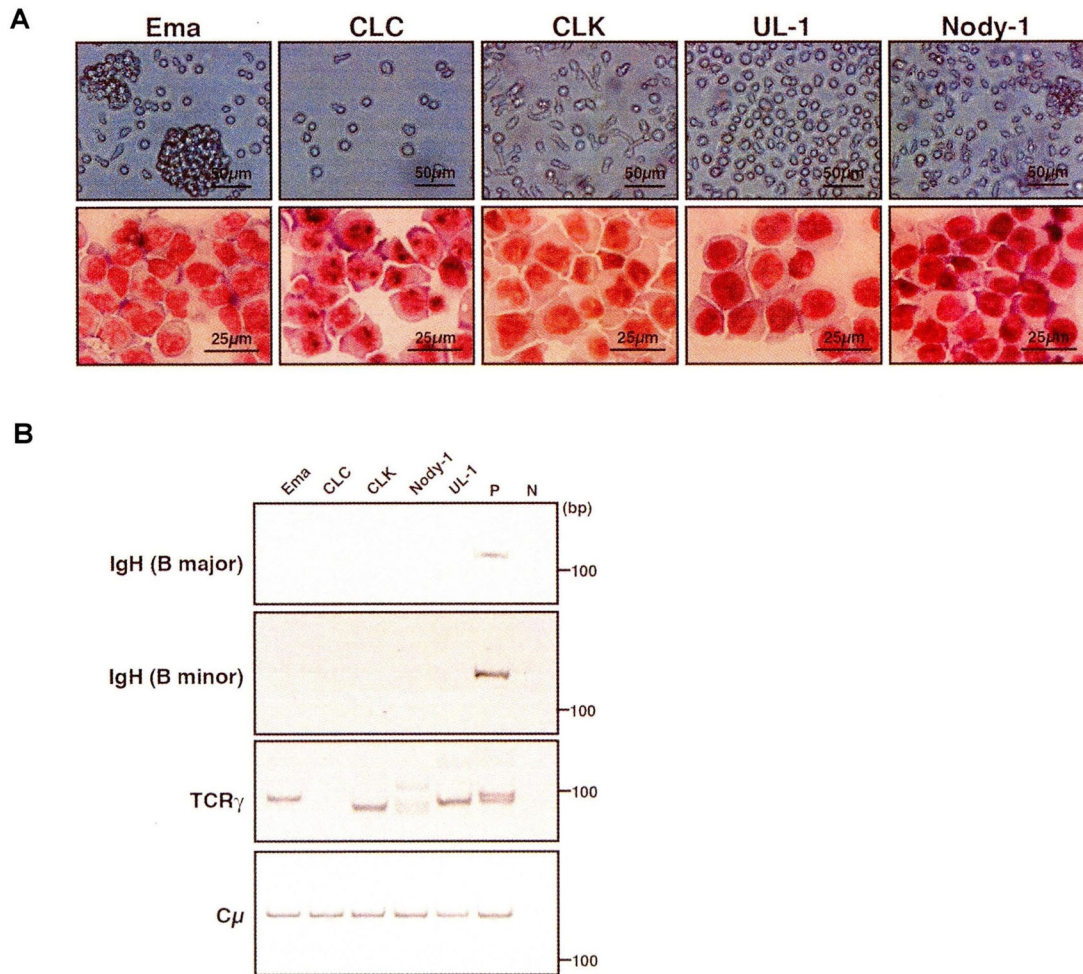 A
Ema CLC CLK UL-1 Nody-1
50µm 50µm 50µm 50µm 50µm
25µm 25µm 25µm 25µm 25µm
B
Ema CLC CLK Nody-1 UL-1 P N
(bp)
IgH (B major)
100
IgH (B minor)
100
TCRγ
100
Cµ
100